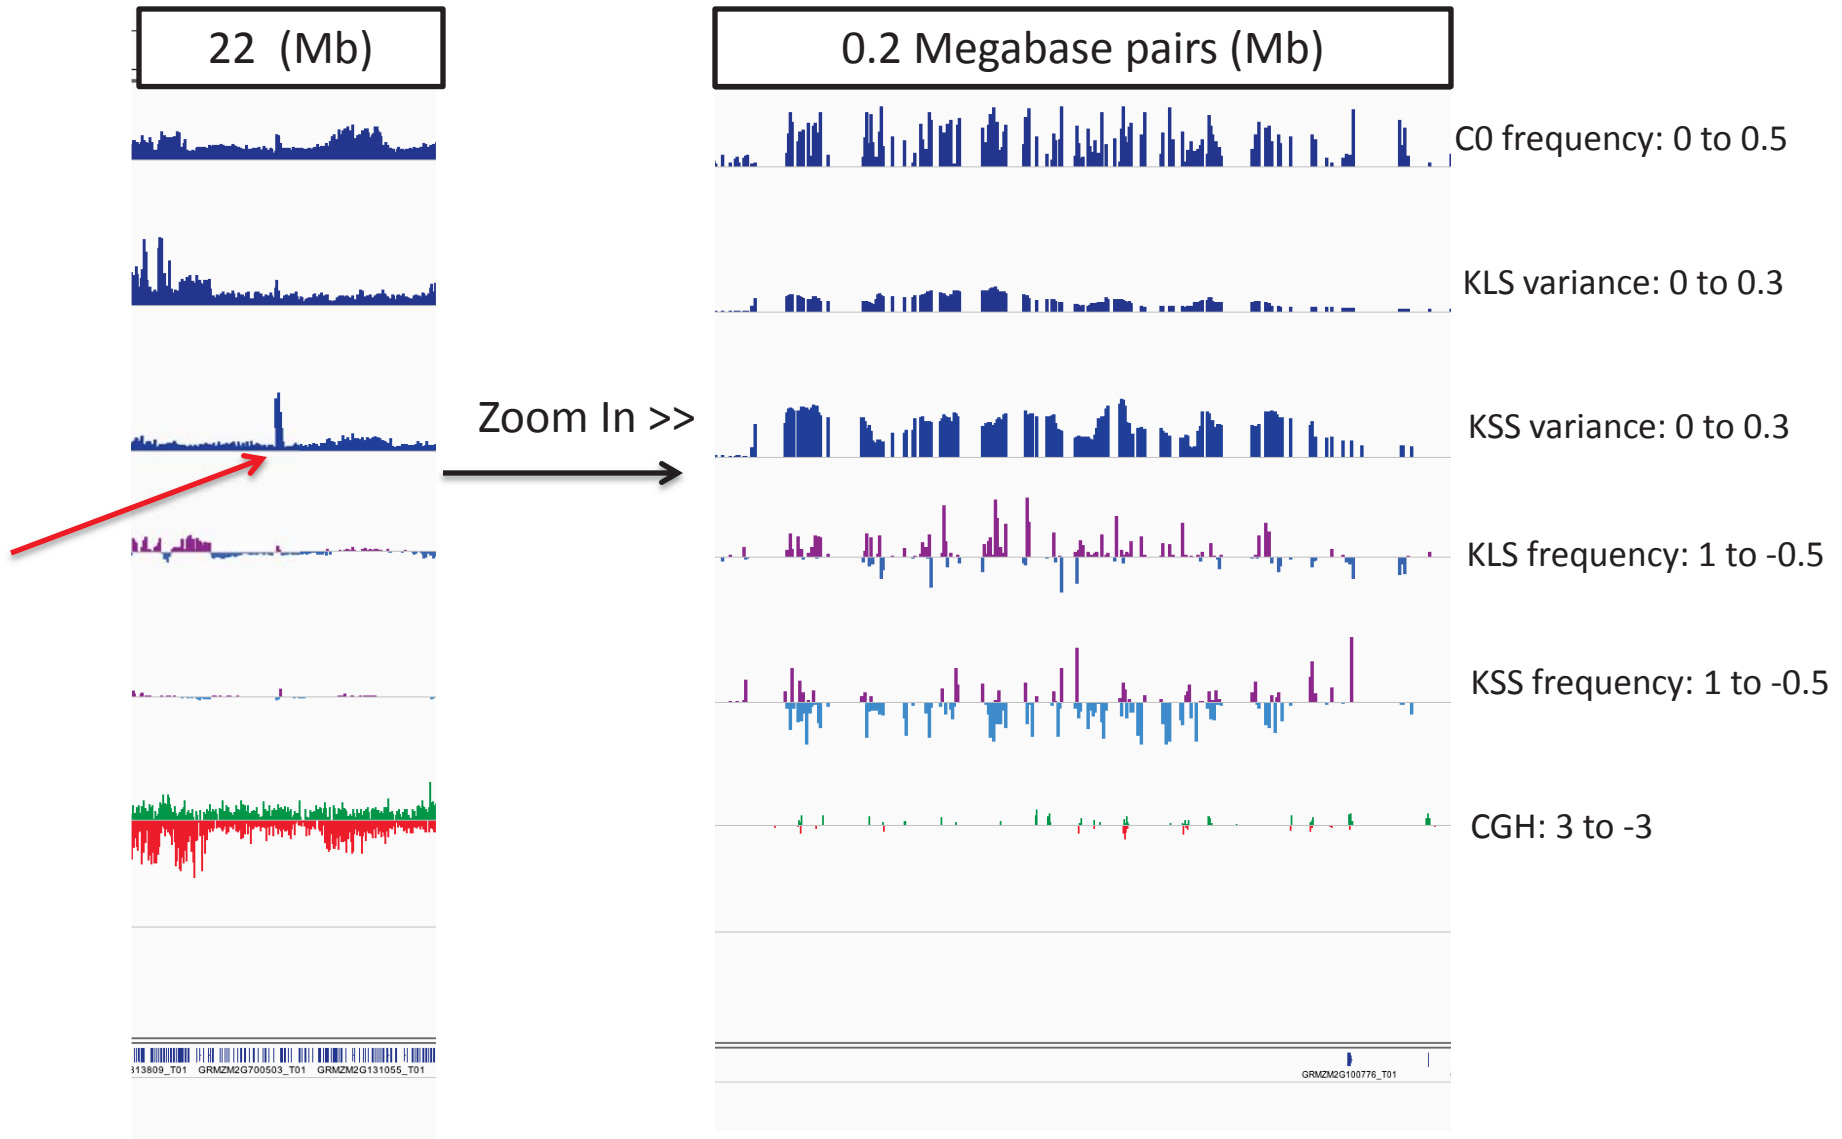 22 (Mb)
0.2 Megabase pairs (Mb)
C0 frequency: 0 to 0.5
KLS variance: 0 to 0.3
Zoom In >>
KSS variance: 0 to 0.3
KLS frequency: 1 to -0.5
KSS frequency: 1 to -0.5
CGH: 3 to -3
313809_T01 GRMZM2G700503_T01 GRMZM2G131055_T01
GRMZM2G100776_T01